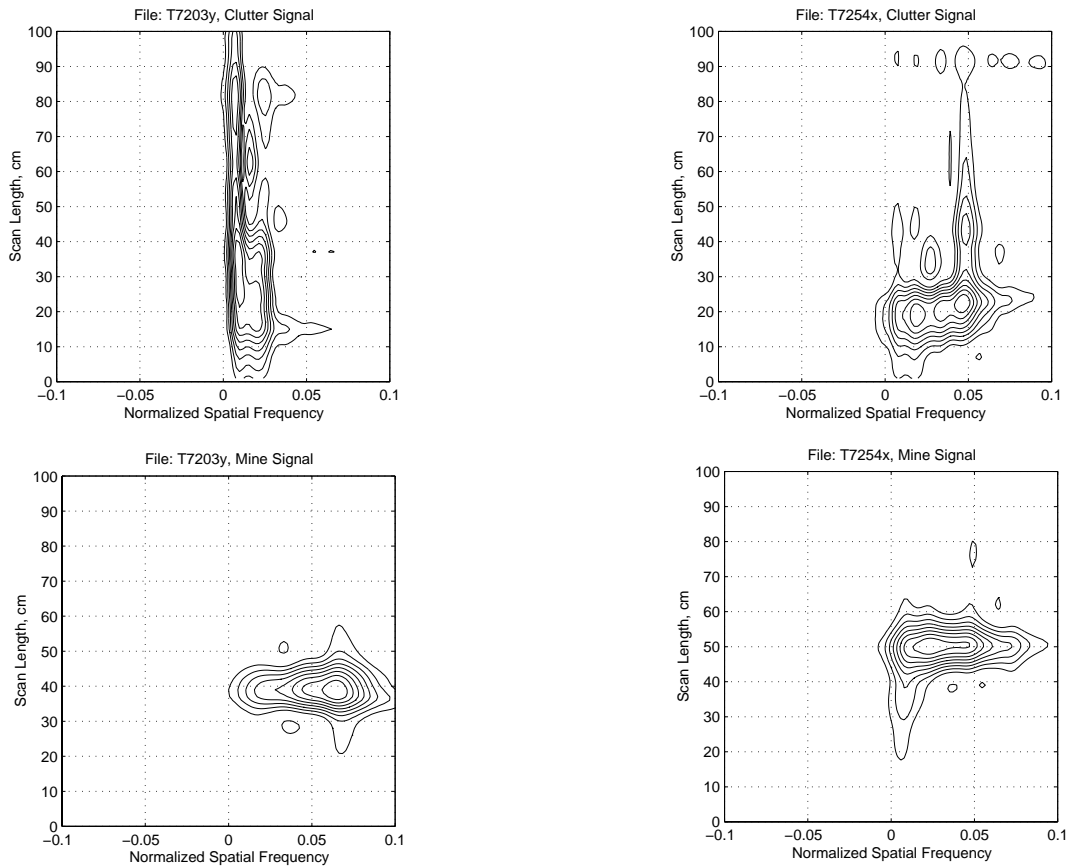 File: T7203y, Clutter Signal
100
90
80
70
60
50
40
30
20
10
0
Scan Length, cm
−0.1 −0.05 0 0.05 0.1
Normalized Spatial Frequency
File: T7254x, Clutter Signal
100
90
80
70
60
50
40
30
20
10
0
Scan Length, cm
−0.1 −0.05 0 0.05 0.1
Normalized Spatial Frequency
File: T7203y, Mine Signal
100
90
80
70
60
50
40
30
20
10
0
Scan Length, cm
−0.1 −0.05 0 0.05 0.1
Normalized Spatial Frequency
File: T7254x, Mine Signal
100
90
80
70
60
50
40
30
20
10
0
Scan Length, cm
−0.1 −0.05 0 0.05 0.1
Normalized Spatial Frequency